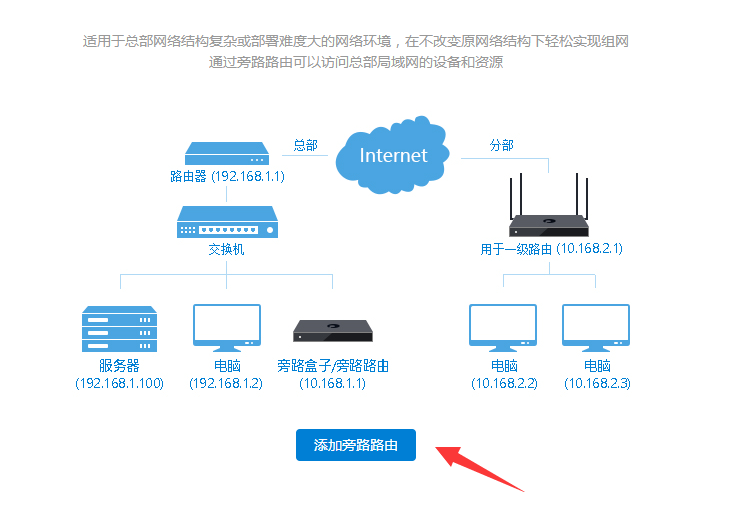 适用于总部网络结构复杂或部署难度大的网络环境，在不改变原网络结构下轻松实现组网
通过旁路路由可以访问总部局域网的设备和资源
总部
Internet
分部
路由器 (192.168.1.1)
交换机
用于一级路由 (10.168.2.1)
服务器
(192.168.1.100)
电脑
(192.168.1.2)
旁路盒子/旁路路由
(10.168.1.1)
电脑
(10.168.2.2)
电脑
(10.168.2.3)
添加旁路路由